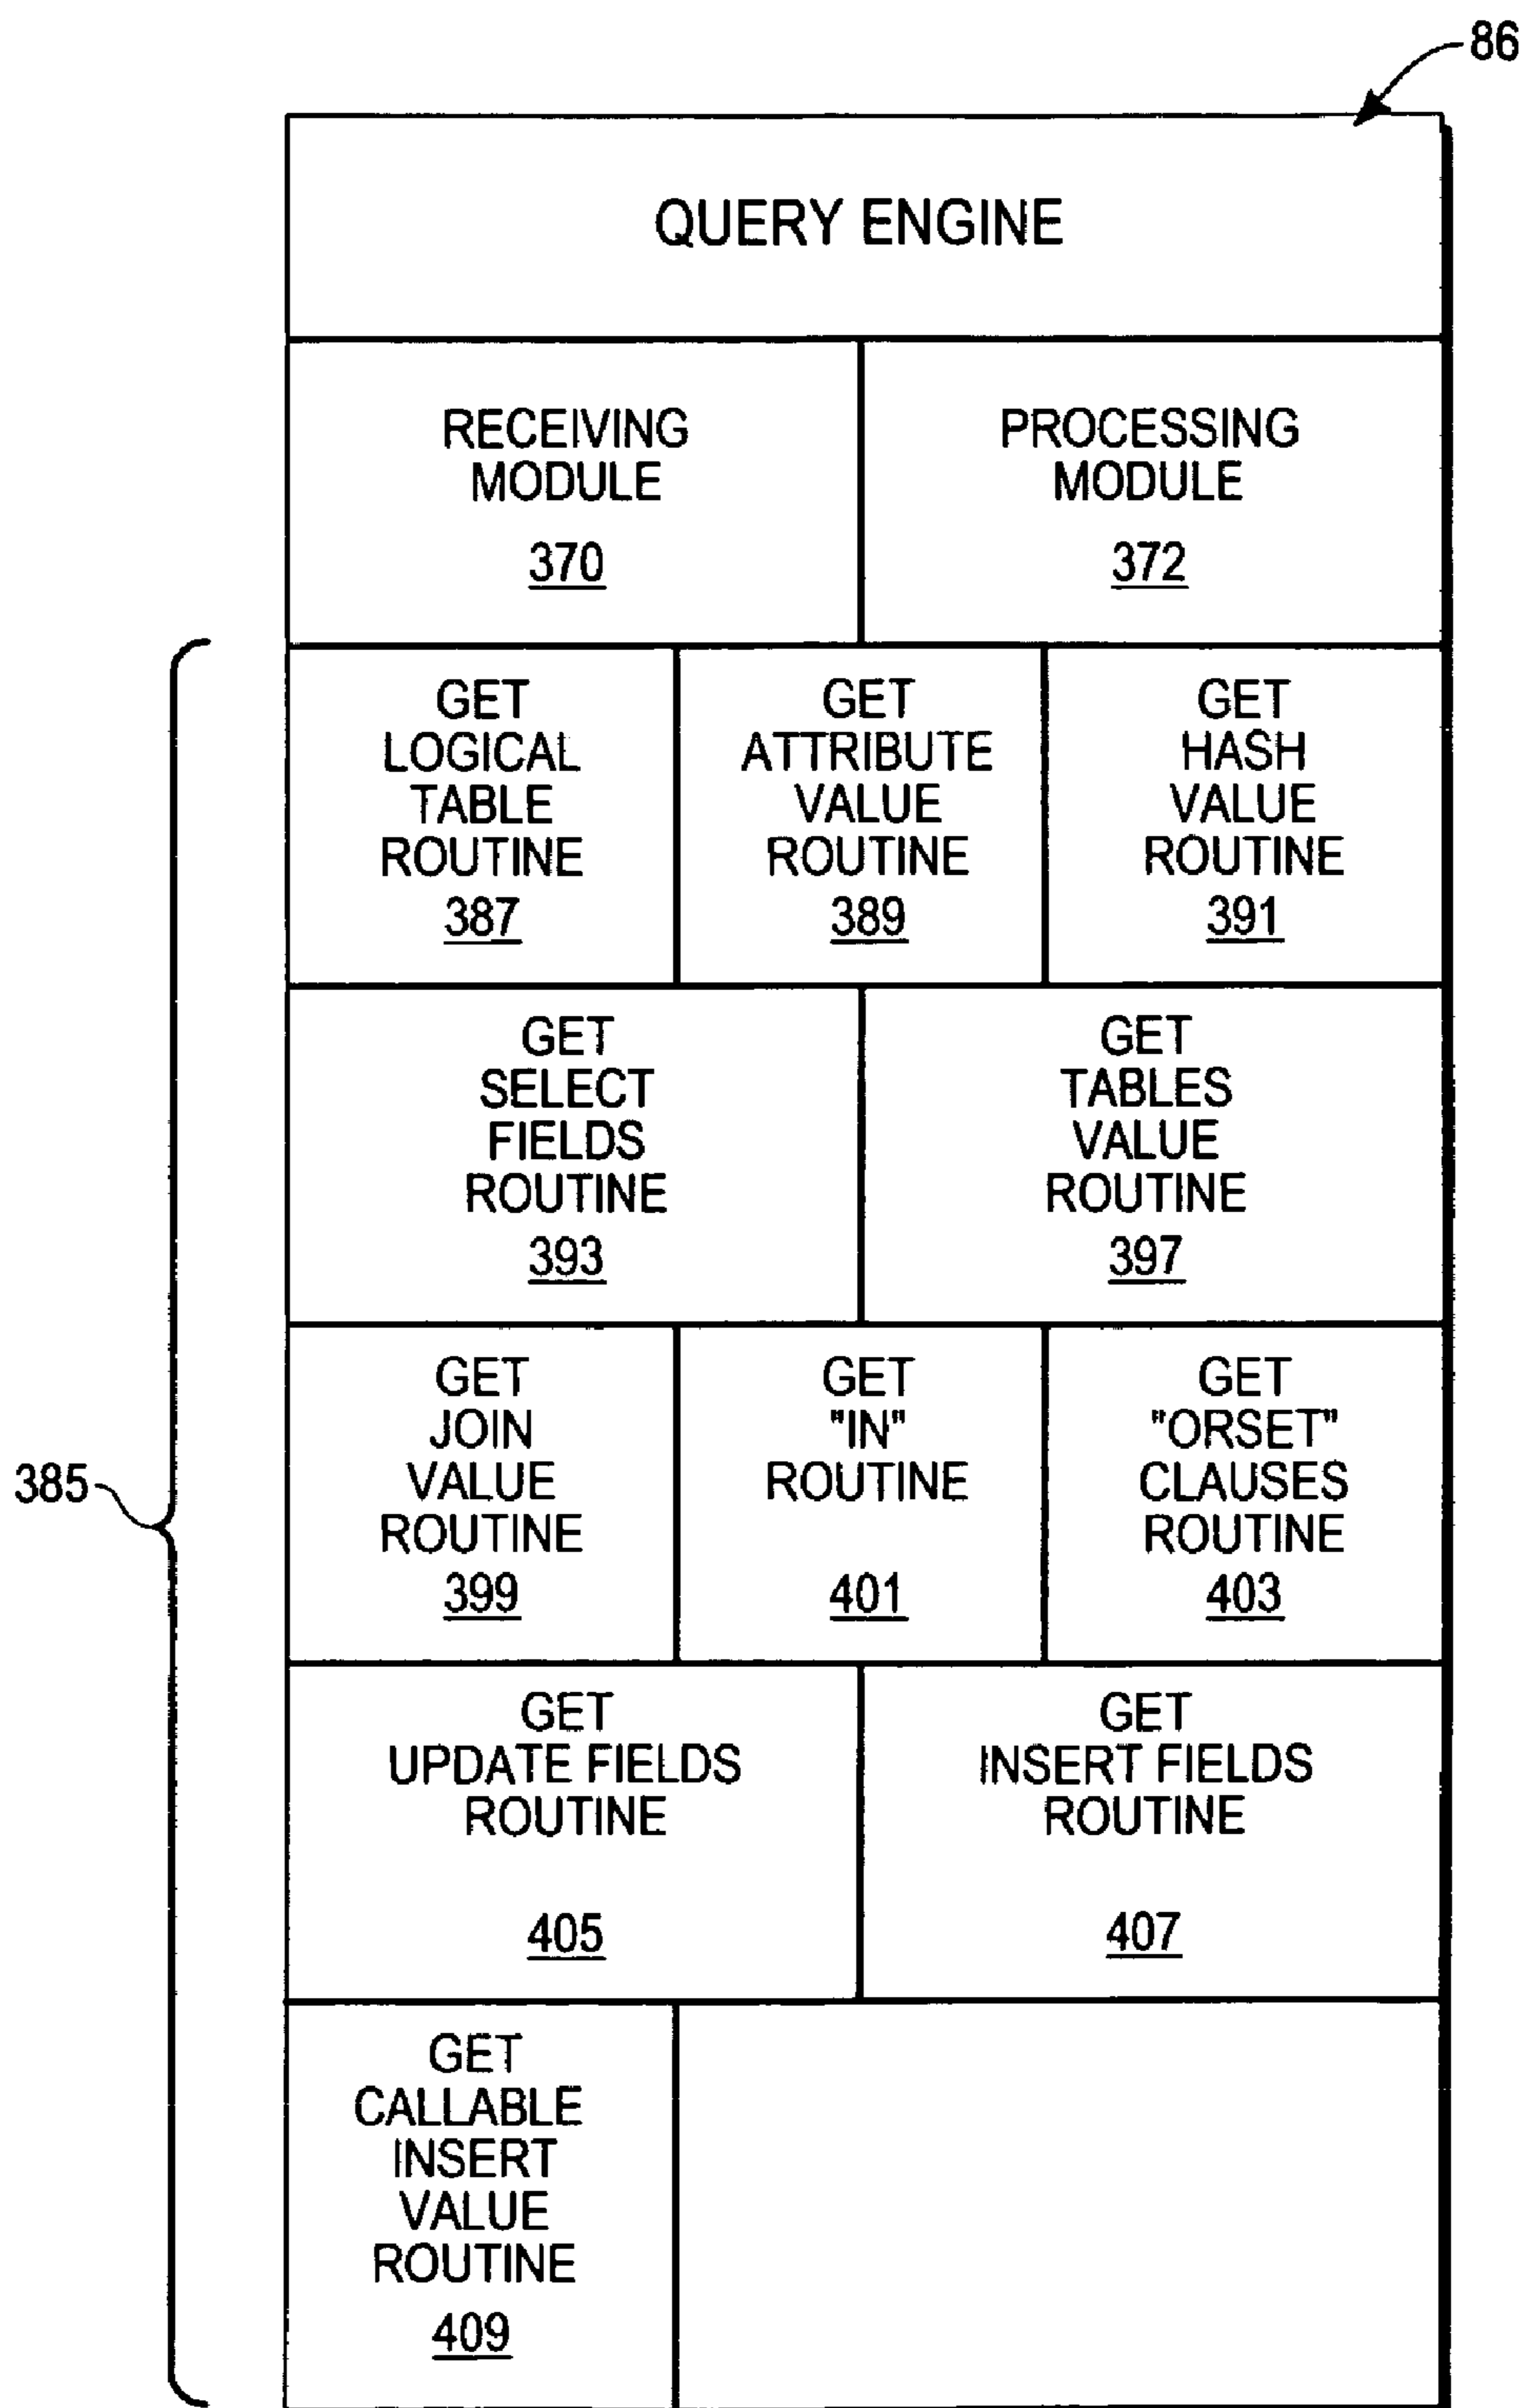 86
QUERY ENGINE
RECEIVING
MODULE
370
PROCESSING
MODULE
372
GET
LOGICAL
TABLE
ROUTINE
387
GET
ATTRIBUTE
VALUE
ROUTINE
389
GET
HASH
VALUE
ROUTINE
391
GET
SELECT
FIELDS
ROUTINE
393
GET
TABLES
VALUE
ROUTINE
397
385
GET
JOIN
VALUE
ROUTINE
399
GET
"IN"
ROUTINE
401
GET
"ORSET"
CLAUSES
ROUTINE
403
GET
UPDATE FIELDS
ROUTINE
405
GET
INSERT FIELDS
ROUTINE
407
GET
CALLABLE
INSERT
VALUE
ROUTINE
409